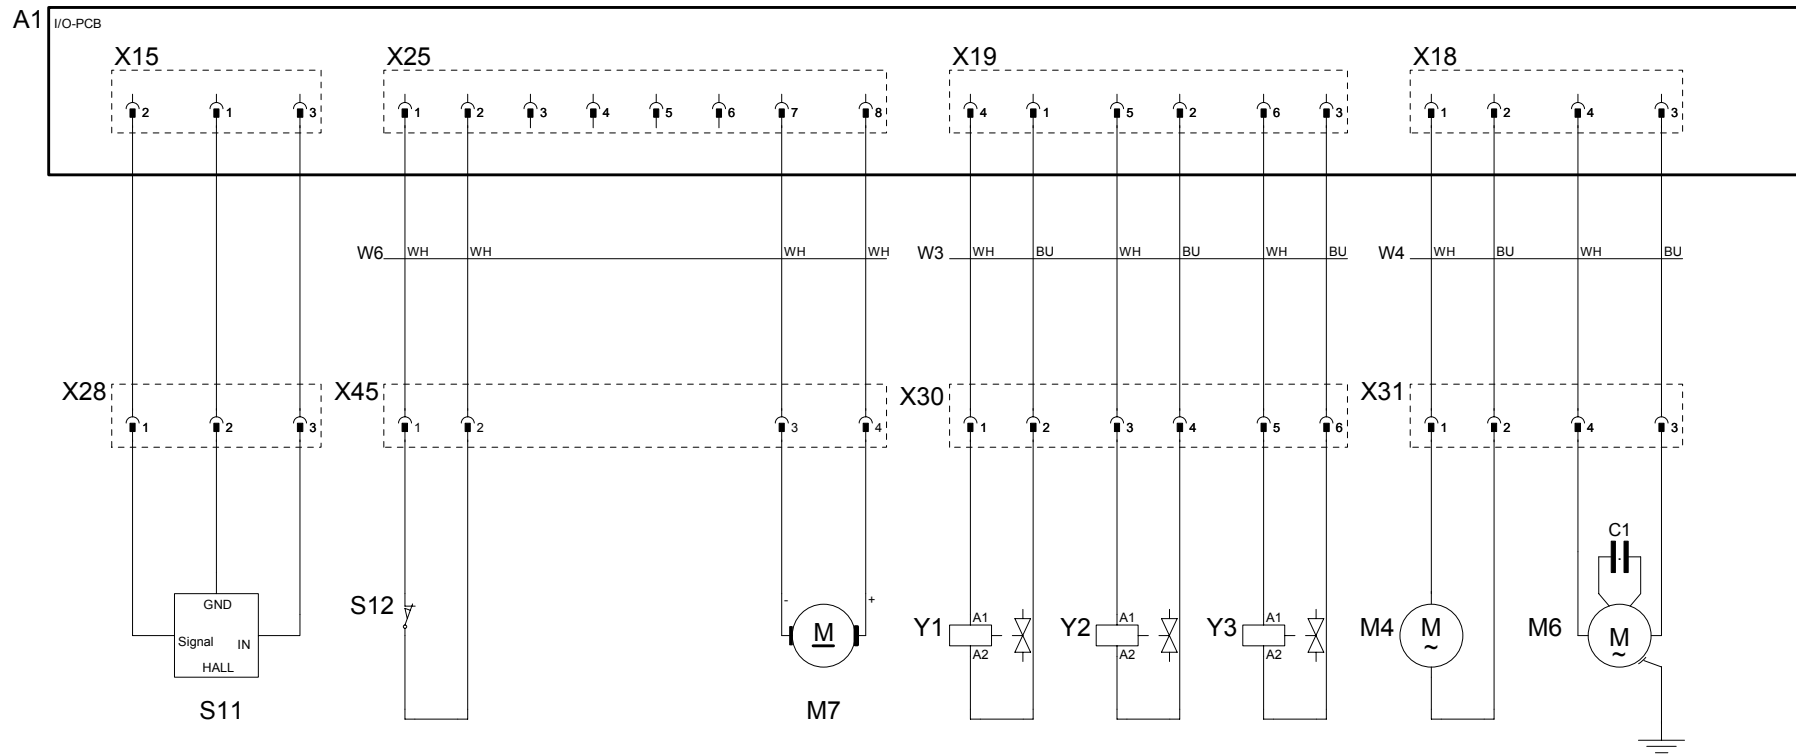 A1 I/O-PCB
X15 X25 X19 X18
2 1 3 1 2 3 4 5 6 7 8 4 1 5 2 6 3 1 2 4 3
W6 WH WH WH WH W3 WH BU WH BU WH BU W4 WH BU WH BU
X28 X45 X30 X31
1 2 3 1 2 3 4 1 2 3 4 5 6 1 2 4 3
C1
GND S12 - + A1 A1 A1
Signal IN M Y1 Y2 Y3 M4 M ~ M6 M ~
HALL A2 A2 A2
S11 M7